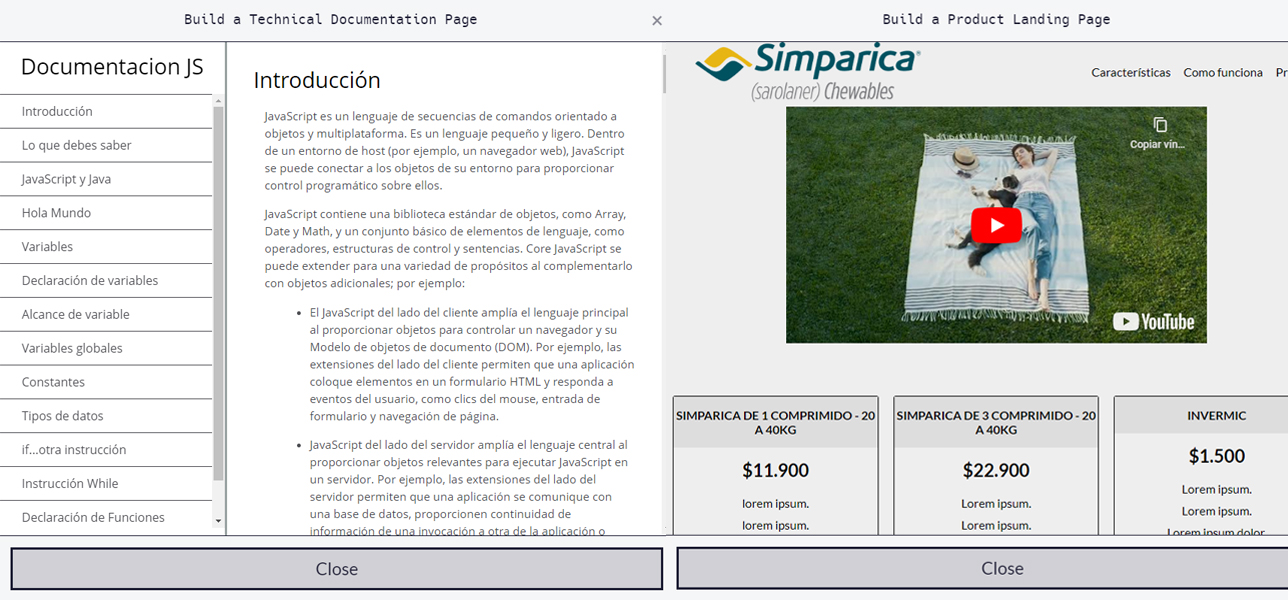 Build a Technical Documentation Page
×
Documentacion JS
Introducción
Lo que debes saber
JavaScript y Java
Hola Mundo
Variables
Declaración de variables
Alcance de variable
Variables globales
Constantes
Tipos de datos
if...otra instrucción
Instrucción While
Declaración de Funciones
Introducción
JavaScript es un lenguaje de secuencias de comandos orientado a
objetos y multiplataforma. Es un lenguaje pequeño y ligero. Dentro
de un entorno de host (por ejemplo, un navegador web), JavaScript
se puede conectar a los objetos de su entorno para proporcionar
control programático sobre ellos.
JavaScript contiene una biblioteca estándar de objetos, como Array,
Date y Math, y un conjunto básico de elementos de lenguaje, como
operadores, estructuras de control y sentencias. Core JavaScript se
puede extender para una variedad de propósitos al complementarlo
con objetos adicionales; por ejemplo:
• El JavaScript del lado del cliente amplía el lenguaje principal
al proporcionar objetos para controlar un navegador y su
Modelo de objetos de documento (DOM). Por ejemplo, las
extensiones del lado del cliente permiten que una aplicación
coloque elementos en un formulario HTML y responda a
eventos del usuario, como clics del mouse, entrada de
formulario y navegación de página.
• JavaScript del lado del servidor amplía el lenguaje central al
proporcionar objetos relevantes para ejecutar JavaScript en
un servidor. Por ejemplo, las extensiones del lado del
servidor permiten que una aplicación se comunique con
una base de datos, proporcionen continuidad de
información de una invocación a otra de la aplicación o
Close
Build a Product Landing Page
Simparica
(sarolaner) Chewables
Características Como funciona Pr
Copiar vín...
YouTube
SIMPARICA DE 1 COMPRIMIDO - 20
A 40KG
$11.900
lorem ipsum.
lorem ipsum.
SIMPARICA DE 3 COMPRIMIDO - 20
A 40KG
$22.900
Lorem ipsum.
Lorem ipsum.
INVERMIC
$1.500
Lorem ipsum.
Lorem ipsum.
Lorem ipsum dolor
Close